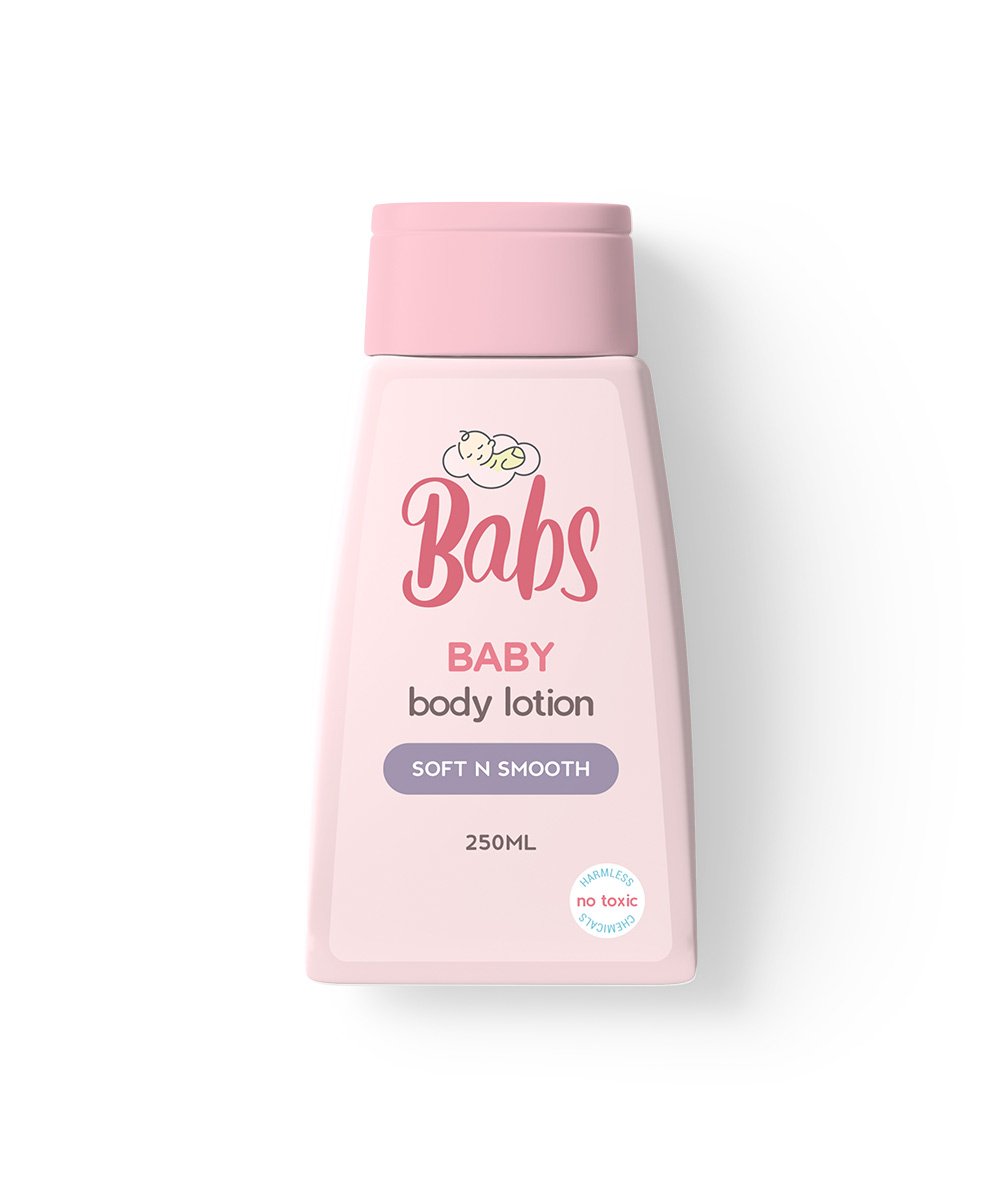 Babs
BABY
body lotion
SOFT N SMOOTH
250ML
HARMLESS
no toxic
CHEMICALS